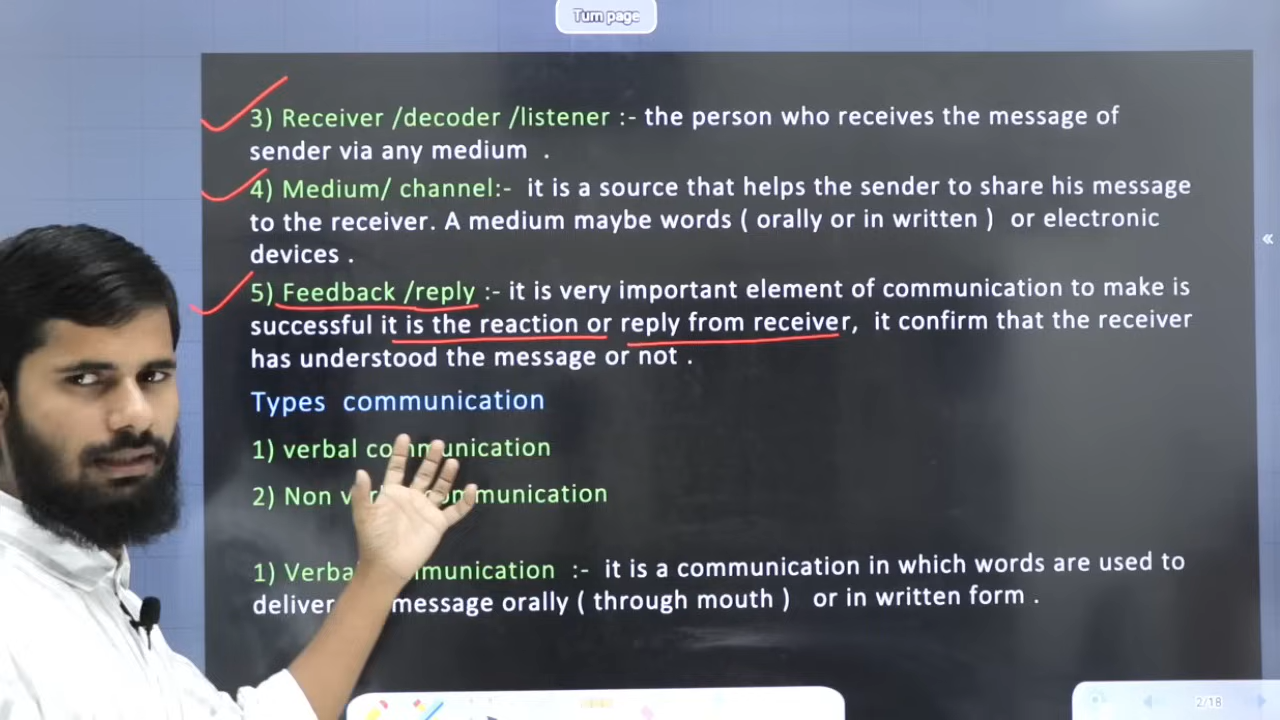 Turn page
3) Receiver /decoder /listener :- the person who receives the message of
sender via any medium .
4) Medium/ channel:- it is a source that helps the sender to share his message
to the receiver. A medium maybe words ( orally or in written ) or electronic
devices .
5) Feedback /reply :- it is very important element of communication to make is
successful it is the reaction or reply from receiver, it confirm that the receiver
has understood the message or not .
Types communication
1) verbal communication
2) Non verbal communication
1) Verbal communication :- it is a communication in which words are used to
deliver message orally ( through mouth ) or in written form .
2/18